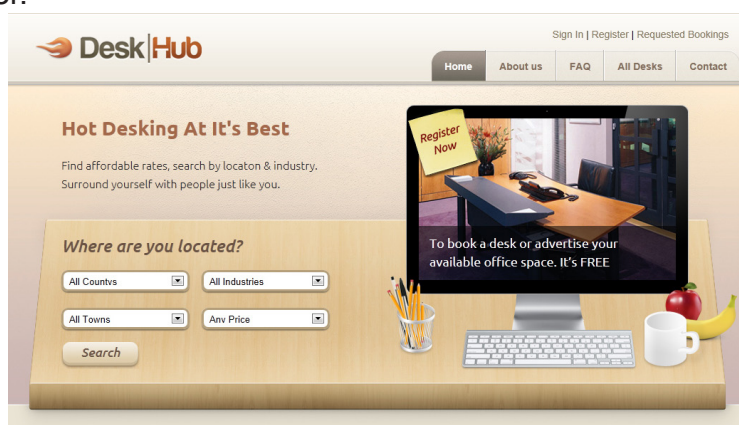 Desk|Hub
Sign In | Register | Requested Bookings
Home About us FAQ All Desks Contact
Hot Desking At It's Best
Find affordable rates, search by locaton & industry.
Surround yourself with people just like you.
Register
Now
To book a desk or advertise your
available office space. It's FREE
Where are you located?
All Countys All Industries
All Towns Any Price
Search